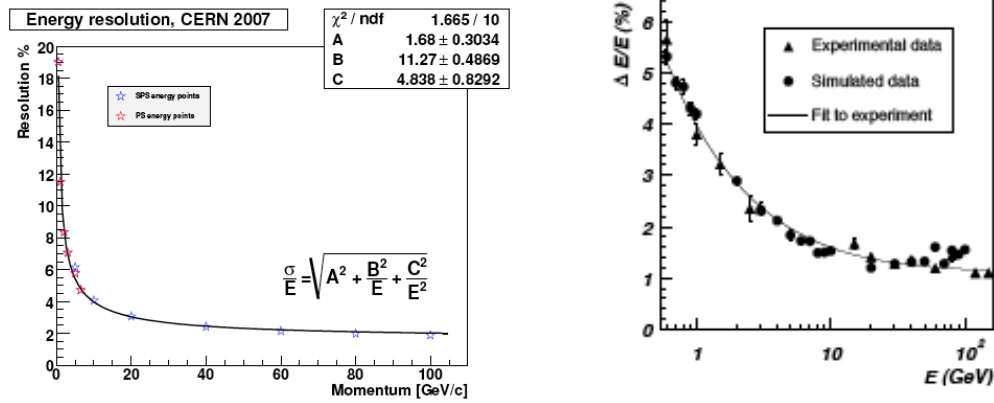 Energy resolution, CERN 2007
χ² / ndf 1.665 / 10
A 1.68 ± 0.3034
B 11.27 ± 0.4869
C 4.838 ± 0.8292
Resolution %
20
18
16
14
12
10
8
6
4
2
0
SPS energy points
PS energy points
σ/E = √(A² + B²/E + C²/E²)
0 20 40 60 80 100
Momentum [GeV/c]
Δ E/E (%)
6
5
4
3
2
1
0
Experimental data
Simulated data
Fit to experiment
1 10 10²
E (GeV)